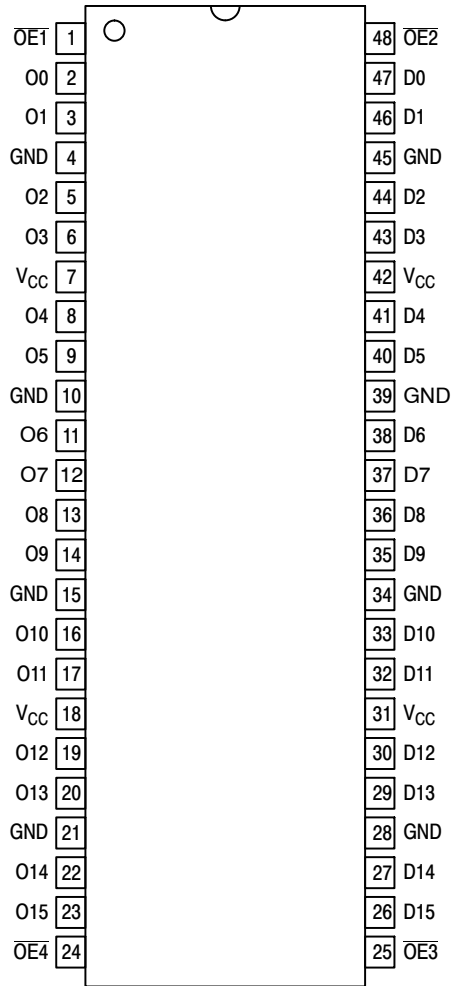 O̅E̅1̅ 1 48 O̅E̅2̅
O0 2 47 D0
O1 3 46 D1
GND 4 45 GND
O2 5 44 D2
O3 6 43 D3
VCC 7 42 VCC
O4 8 41 D4
O5 9 40 D5
GND 10 39 GND
O6 11 38 D6
O7 12 37 D7
O8 13 36 D8
O9 14 35 D9
GND 15 34 GND
O10 16 33 D10
O11 17 32 D11
VCC 18 31 VCC
O12 19 30 D12
O13 20 29 D13
GND 21 28 GND
O14 22 27 D14
O15 23 26 D15
O̅E̅4̅ 24 25 O̅E̅3̅